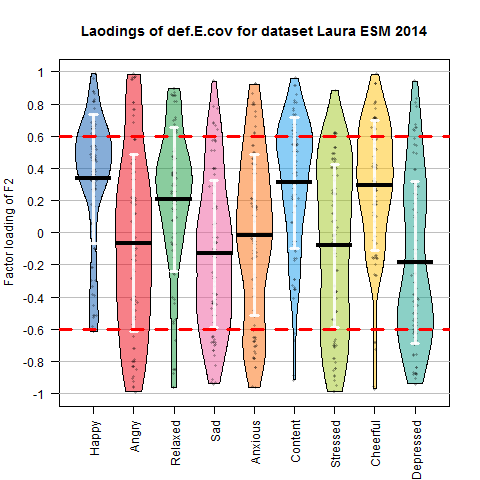 Laodings of def.E.cov for dataset Laura ESM 2014
Factor loading of F2
1
0.8
0.6
0.4
0.2
0
-0.2
-0.4
-0.6
-0.8
-1
Happy
Angry
Relaxed
Sad
Anxious
Content
Stressed
Cheerful
Depressed